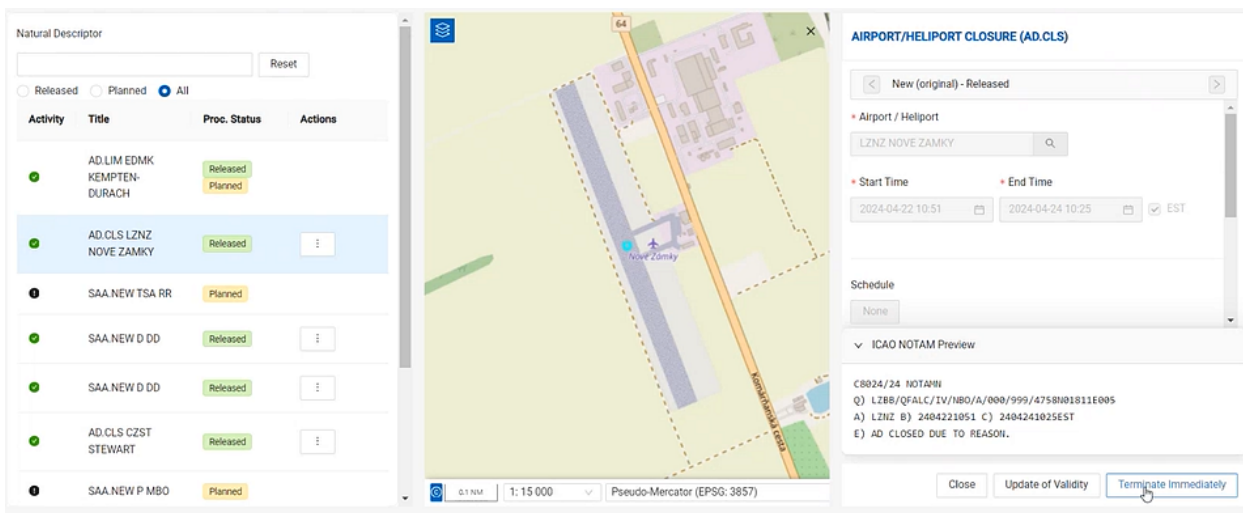 Natural Descriptor
Reset
Released Planned All
Activity Title Proc. Status Actions
AD.LIM EDMK
KEMPTEN-
DURACH
Released
Planned
AD.CLS LZNZ
NOVE ZAMKY
Released
SAA.NEW TSA RR
Planned
SAA.NEW D DD
Released
SAA.NEW D DD
Released
AD.CLS CZST
STEWART
Released
SAA.NEW P MBO
Planned
64
Nové Zámky
Komárňanská cesta
0.1 NM
1: 15 000
Pseudo-Mercator (EPSG: 3857)
AIRPORT/HELIPORT CLOSURE (AD.CLS)
New (original) - Released
* Airport / Heliport
LZNZ NOVE ZAMKY
* Start Time * End Time
2024-04-22 10:51 2024-04-24 10:25 EST
Schedule
None
ICAO NOTAM Preview
C8024/24 NOTAMN
Q) LZBB/QFALC/IV/NBO/A/000/999/4758N01811E005
A) LZNZ B) 2404221051 C) 2404241025EST
E) AD CLOSED DUE TO REASON.
Close Update of Validity Terminate Immediately